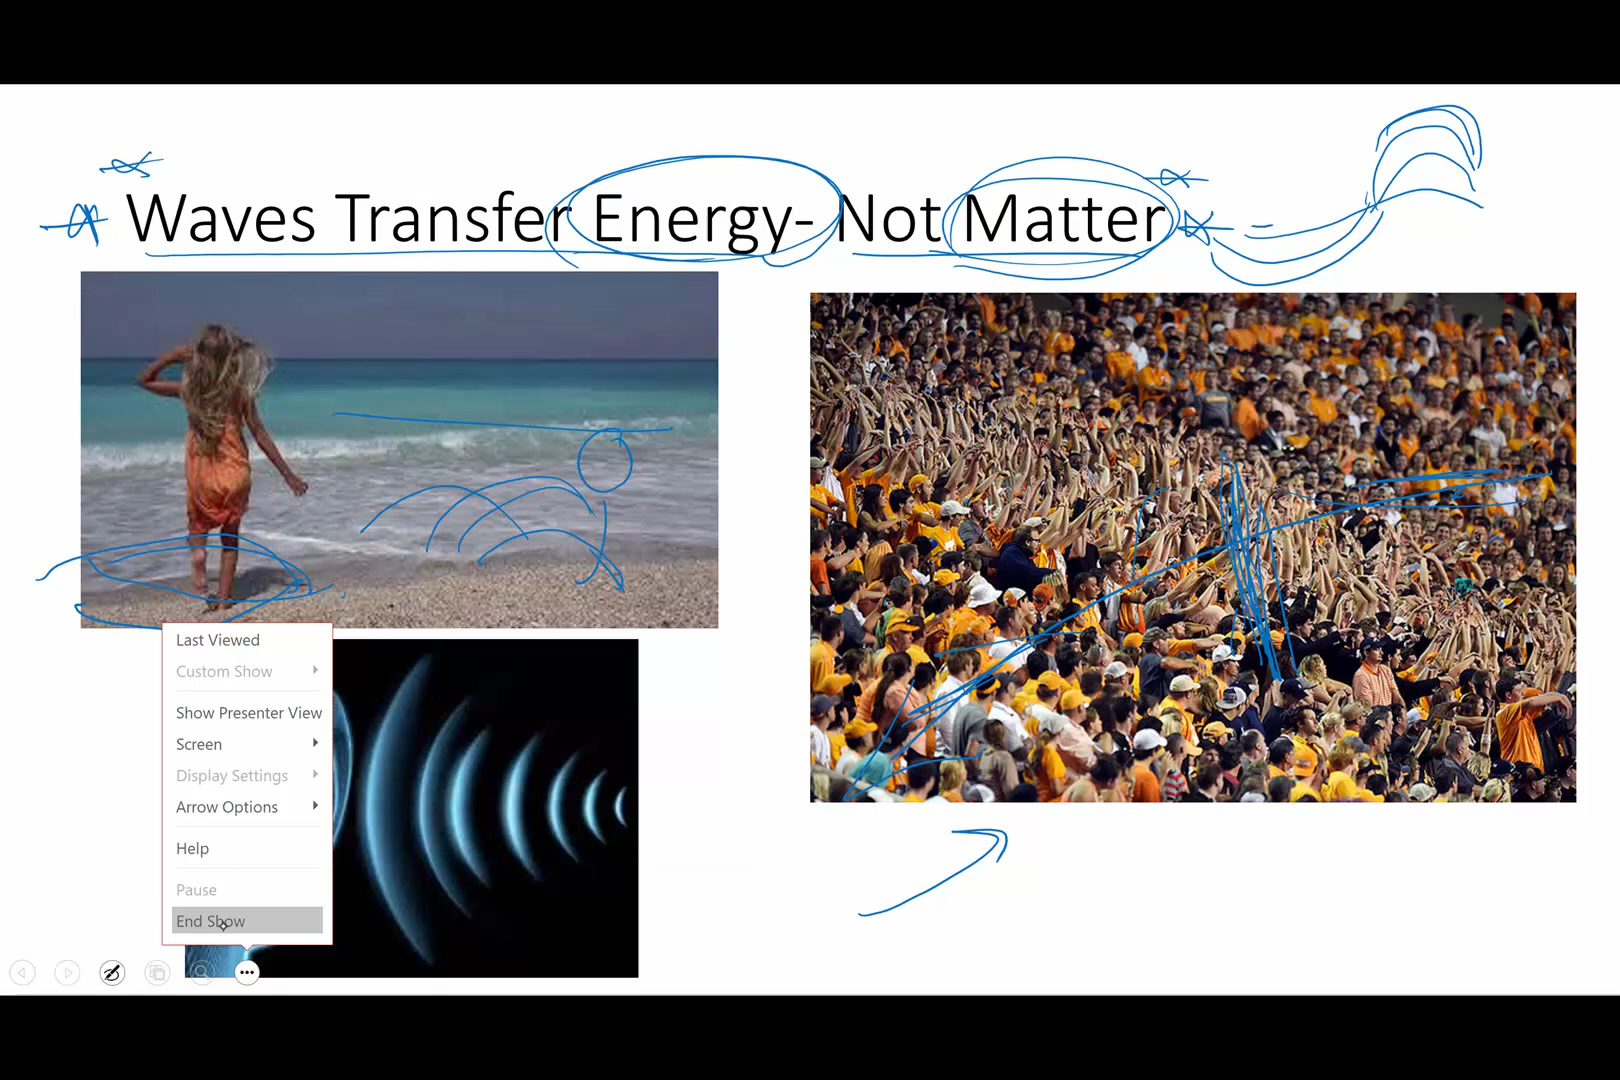 Waves Transfer Energy- Not Matter
Last Viewed
Custom Show
Show Presenter View
Screen
Display Settings
Arrow Options
Help
Pause
End Show